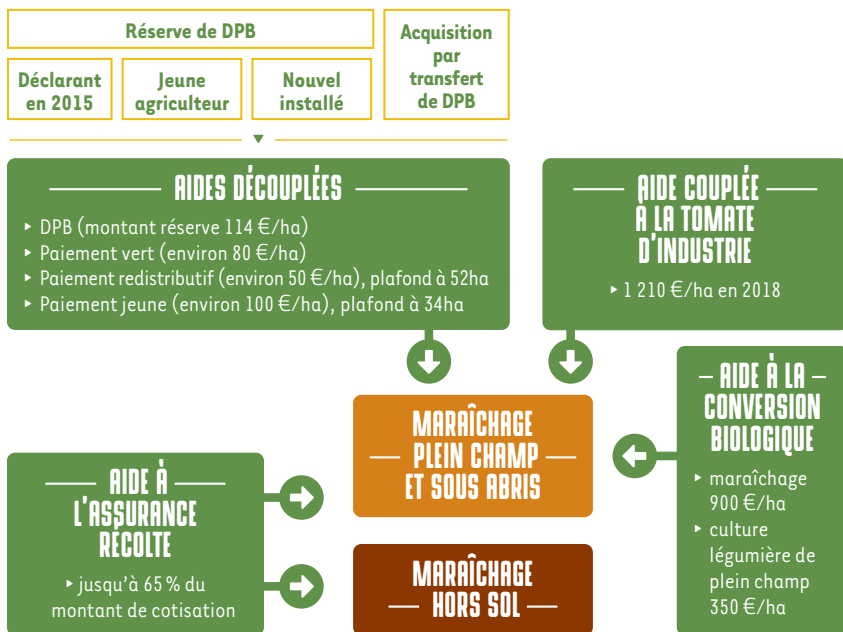 Réserve de DPB
Déclarant
en 2015
Jeune
agriculteur
Nouvel
installé
Acquisition
par
transfert
de DPB
AIDES DÉCOUPLÉES
▸ DPB (montant réserve 114 €/ha)
▸ Paiement vert (environ 80 €/ha)
▸ Paiement redistributif (environ 50 €/ha), plafond à 52ha
▸ Paiement jeune (environ 100 €/ha), plafond à 34ha
AIDE COUPLÉE
À LA TOMATE
D'INDUSTRIE
▸ 1 210 €/ha en 2018
MARAÎCHAGE
PLEIN CHAMP
ET SOUS ABRIS
AIDE À LA
CONVERSION
BIOLOGIQUE
▸ maraîchage
900 €/ha
▸ culture
légumière de
plein champ
350 €/ha
AIDE À
L'ASSURANCE
RÉCOLTE
▸ jusqu'à 65 % du
montant de cotisation
MARAÎCHAGE
HORS SOL